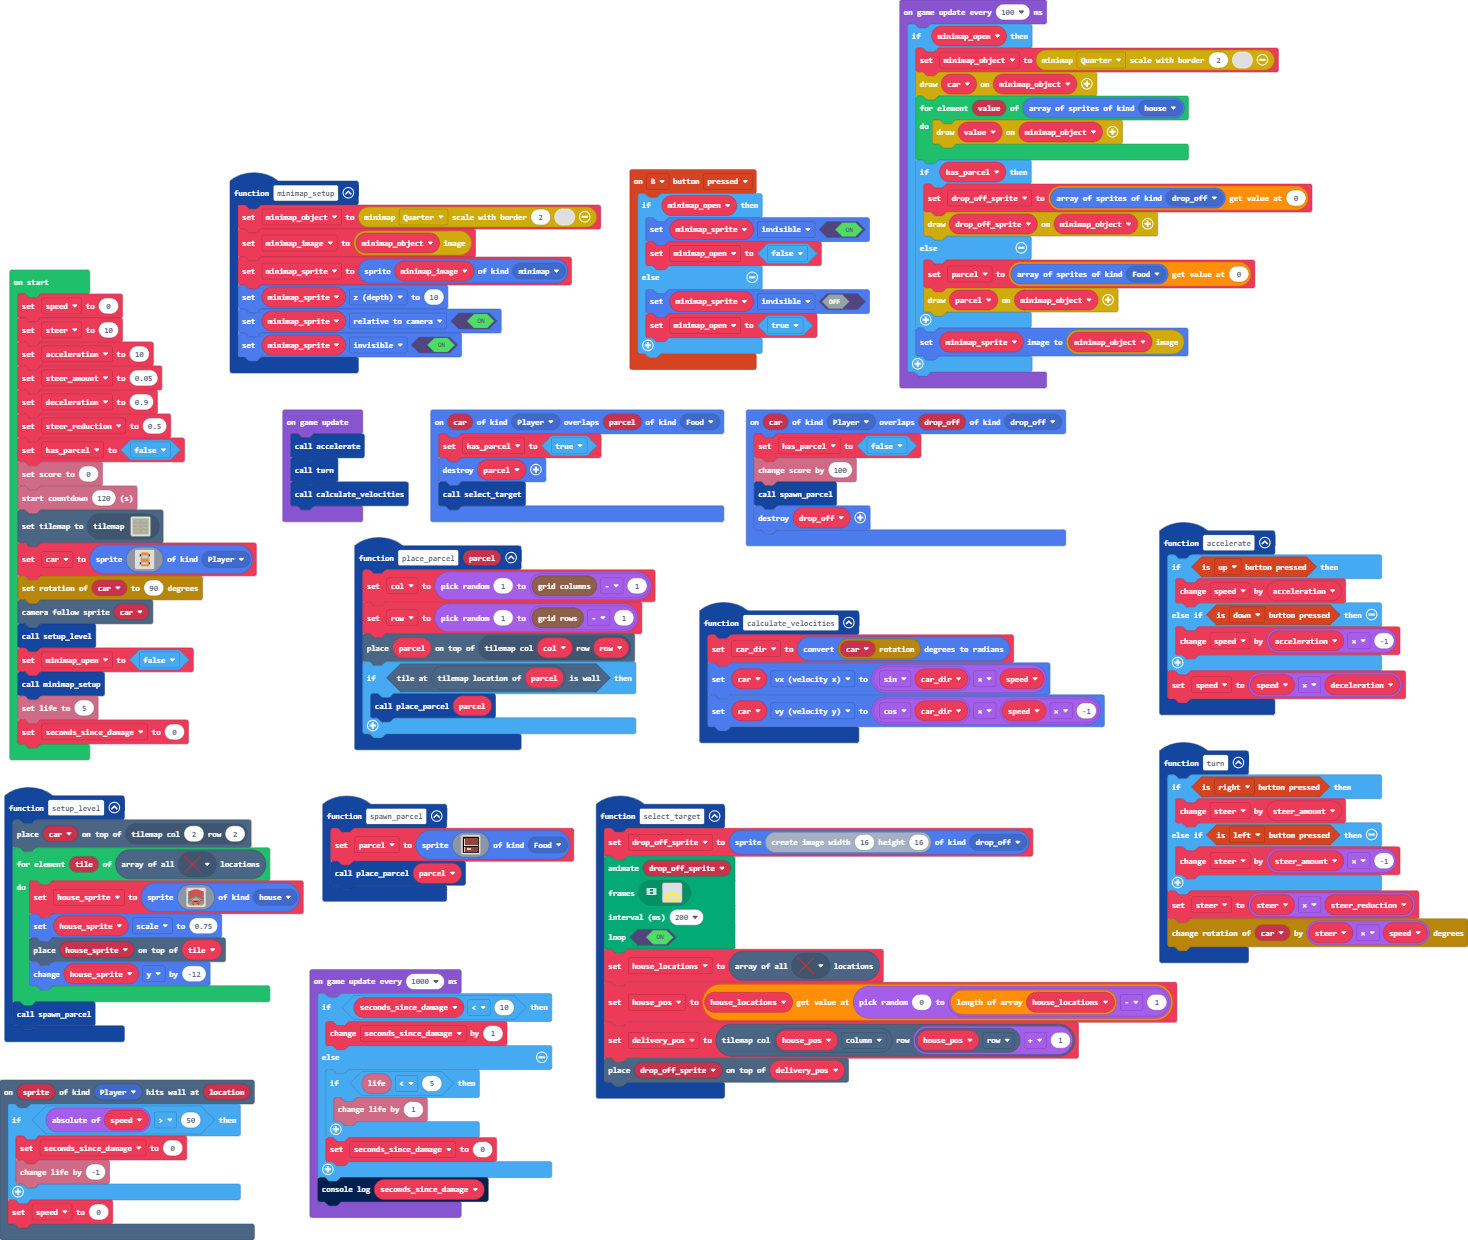 on game update every 100 ms
if minimap_open then
set minimap_object to minimap Quarter scale with border 2
draw car on minimap_object
for element value of array of sprites of kind house
do draw value on minimap_object
if has_parcel then
set drop_off_sprite to array of sprites of kind drop_off get value at 0
draw drop_off_sprite on minimap_object
else
set parcel to array of sprites of kind Food get value at 0
draw parcel on minimap_object
set minimap_sprite image to minimap_object image
function minimap_setup
set minimap_object to minimap Quarter scale with border 2
set minimap_image to minimap_object image
set minimap_sprite to sprite minimap_image of kind minimap
set minimap_sprite z (depth) to 10
set minimap_sprite relative to camera ON
set minimap_sprite invisible ON
on B button pressed
if minimap_open then
set minimap_sprite invisible ON
set minimap_open to false
else
set minimap_sprite invisible OFF
set minimap_open to true
on start
set speed to 0
set steer to 10
set acceleration to 10
set steer_amount to 0.05
set deceleration to 0.9
set steer_reduction to 0.5
set has_parcel to false
set score to 0
start countdown 120 (s)
set tilemap to tilemap
set car to sprite of kind Player
set rotation of car to 90 degrees
camera follow sprite car
call setup_level
set minimap_open to false
call minimap_setup
set life to 5
set seconds_since_damage to 0
on game update
call accelerate
call turn
call calculate_velocities
on car of kind Player overlaps parcel of kind Food
set has_parcel to true
destroy parcel
call select_target
on car of kind Player overlaps drop_off of kind drop_off
set has_parcel to false
change score by 100
call spawn_parcel
destroy drop_off
function place_parcel parcel
set col to pick random 1 to grid columns - 1
set row to pick random 1 to grid rows - 1
place parcel on top of tilemap col col row row
if tile at tilemap location of parcel is wall then
call place_parcel parcel
function calculate_velocities
set car_dir to convert car rotation degrees to radians
set car vx (velocity x) to sin car_dir × speed
set car vy (velocity y) to cos car_dir × speed × -1
function accelerate
if is up button pressed then
change speed by acceleration
else if is down button pressed then
change speed by acceleration × -1
set speed to speed × deceleration
function turn
if is right button pressed then
change steer by steer_amount
else if is left button pressed then
change steer by steer_amount × -1
set steer to steer × steer_reduction
change rotation of car by steer × speed degrees
function setup_level
place car on top of tilemap col 2 row 2
for element tile of array of all locations
do set house_sprite to sprite of kind house
set house_sprite scale to 0.75
place house_sprite on top of tile
change house_sprite y by -12
call spawn_parcel
function spawn_parcel
set parcel to sprite of kind Food
call place_parcel parcel
function select_target
set drop_off_sprite to sprite create image width 16 height 16 of kind drop_off
animate drop_off_sprite
frames
interval (ms) 200
loop ON
set house_locations to array of all locations
set house_pos to house_locations get value at pick random 0 to length of array house_locations - 1
set delivery_pos to tilemap col house_pos column row house_pos row + 1
place drop_off_sprite on top of delivery_pos
on game update every 1000 ms
if seconds_since_damage < 10 then
change seconds_since_damage by 1
else
if life < 5 then
change life by 1
set seconds_since_damage to 0
console log seconds_since_damage
on sprite of kind Player hits wall at location
if absolute of speed > 50 then
set seconds_since_damage to 0
change life by -1
set speed to 0